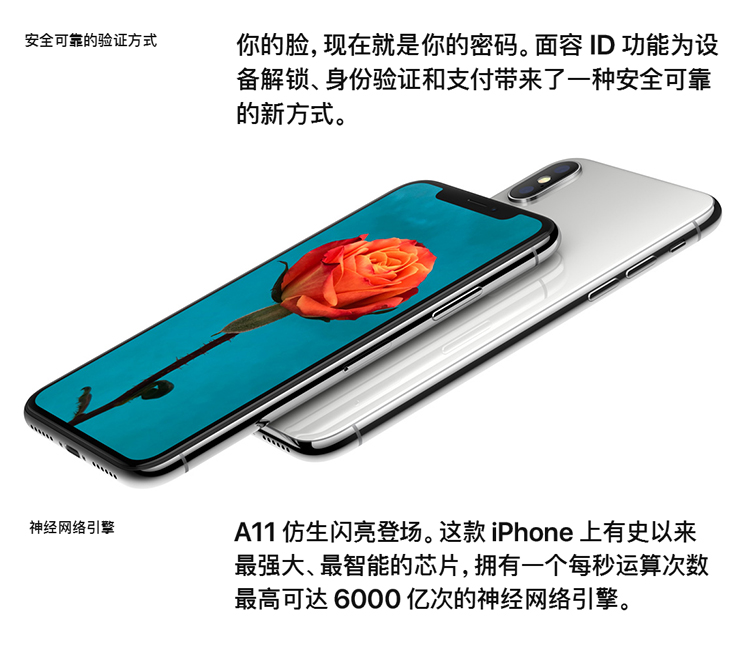 安全可靠的验证方式
你的脸，现在就是你的密码。面容 ID 功能为设
备解锁、身份验证和支付带来了一种安全可靠
的新方式。
神经网络引擎
A11 仿生闪亮登场。这款 iPhone 上有史以来
最强大、最智能的芯片，拥有一个每秒运算次数
最高可达 6000 亿次的神经网络引擎。